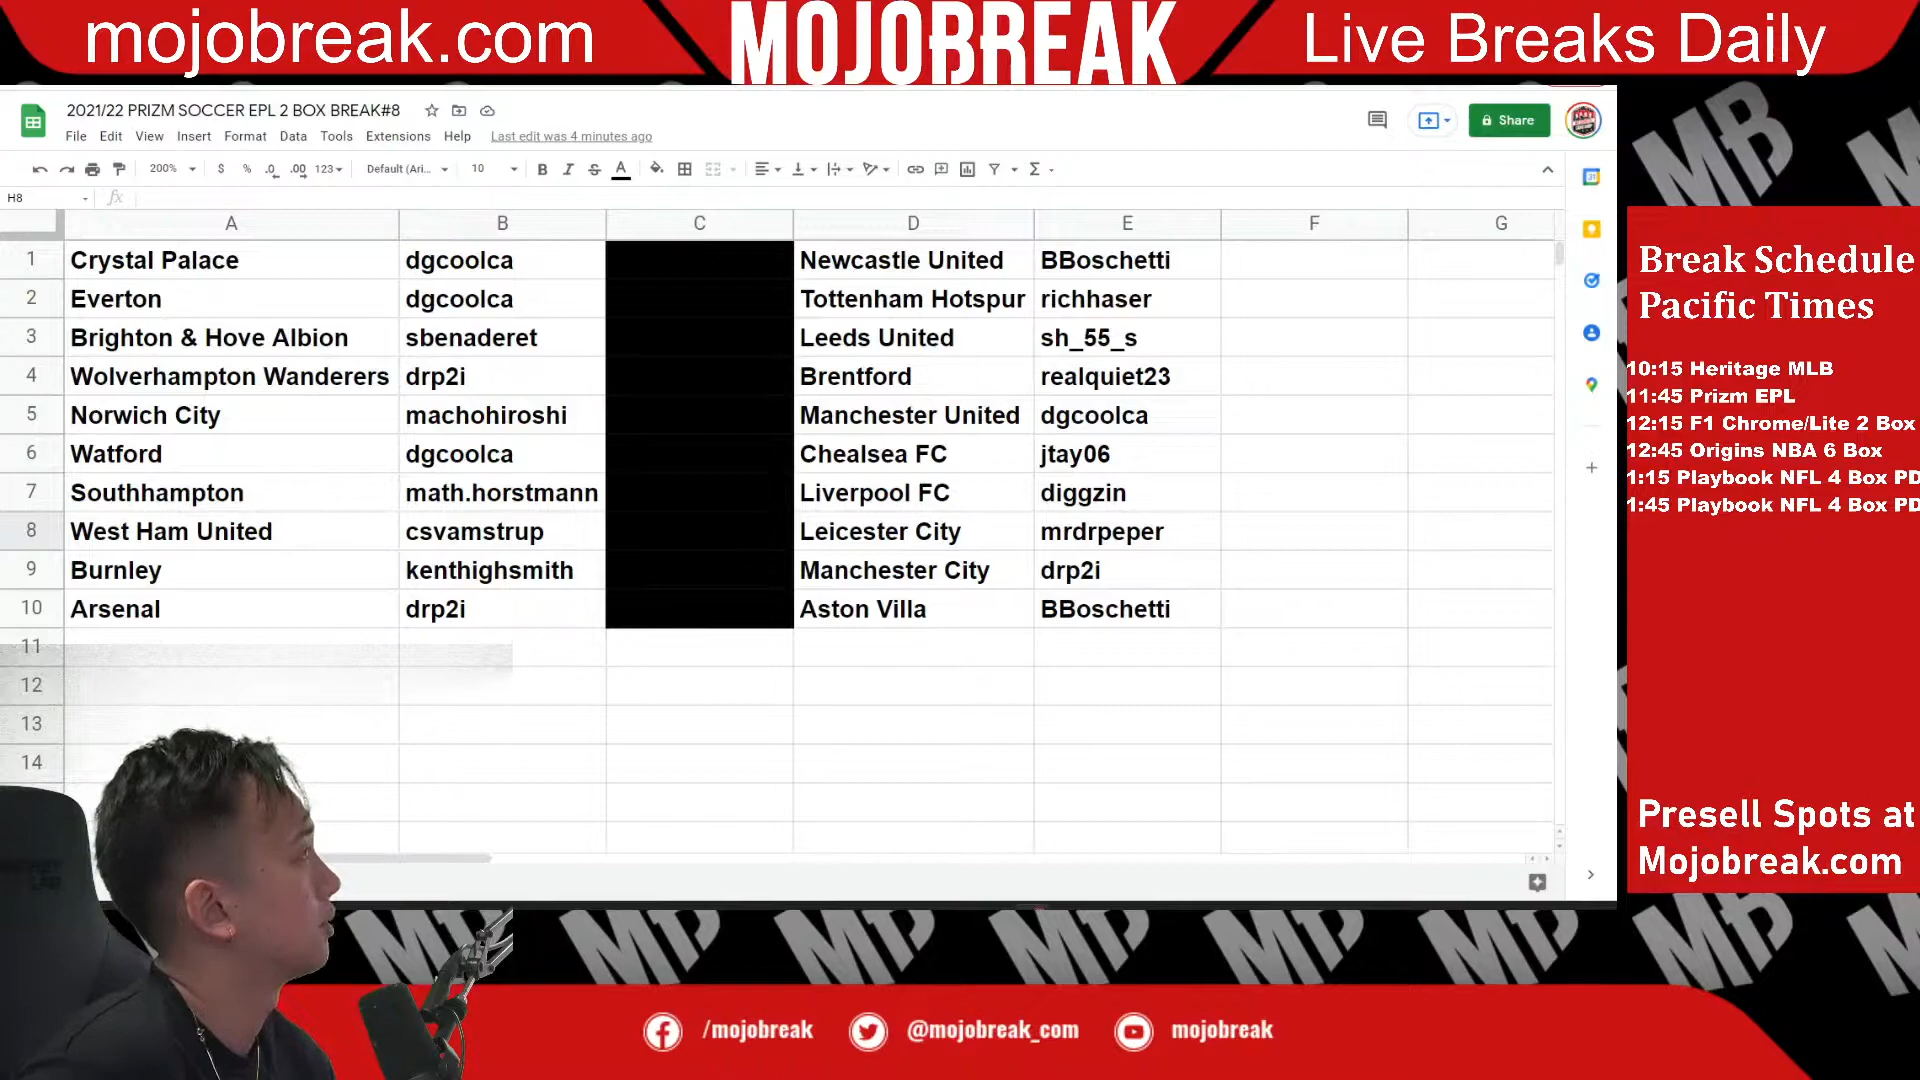 mojobreak.com
MOJOBREAK
Live Breaks Daily
2021/22 PRIZM SOCCER EPL 2 BOX BREAK#8
File Edit View Insert Format Data Tools Extensions Help Last edit was 4 minutes ago
Share
200% $ % .0 .00 123 Default (Ari... 10 B I S A Σ
H8 fx
A B C D E F G
1 Crystal Palace dgcoolca Newcastle United BBoschetti
2 Everton dgcoolca Tottenham Hotspur richhaser
3 Brighton & Hove Albion sbenaderet Leeds United sh_55_s
4 Wolverhampton Wanderers drp2i Brentford realquiet23
5 Norwich City machohiroshi Manchester United dgcoolca
6 Watford dgcoolca Chealsea FC jtay06
7 Southhampton math.horstmann Liverpool FC diggzin
8 West Ham United csvamstrup Leicester City mrdrpeper
9 Burnley kenthighsmith Manchester City drp2i
10 Arsenal drp2i Aston Villa BBoschetti
11
12
13
14
Break Schedule
Pacific Times
10:15 Heritage MLB
11:45 Prizm EPL
12:15 F1 Chrome/Lite 2 Box
12:45 Origins NBA 6 Box
1:15 Playbook NFL 4 Box PD
1:45 Playbook NFL 4 Box PD
Presell Spots at
Mojobreak.com
/mojobreak @mojobreak_com mojobreak